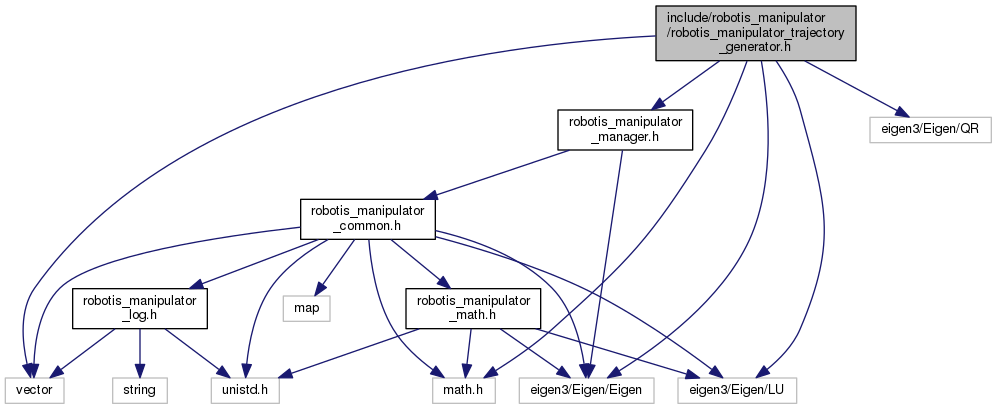 include/robotis_manipulator
/robotis_manipulator_trajectory
_generator.h
robotis_manipulator
_manager.h
eigen3/Eigen/QR
robotis_manipulator
_common.h
robotis_manipulator
_log.h
map
robotis_manipulator
_math.h
vector
string
unistd.h
math.h
eigen3/Eigen/Eigen
eigen3/Eigen/LU